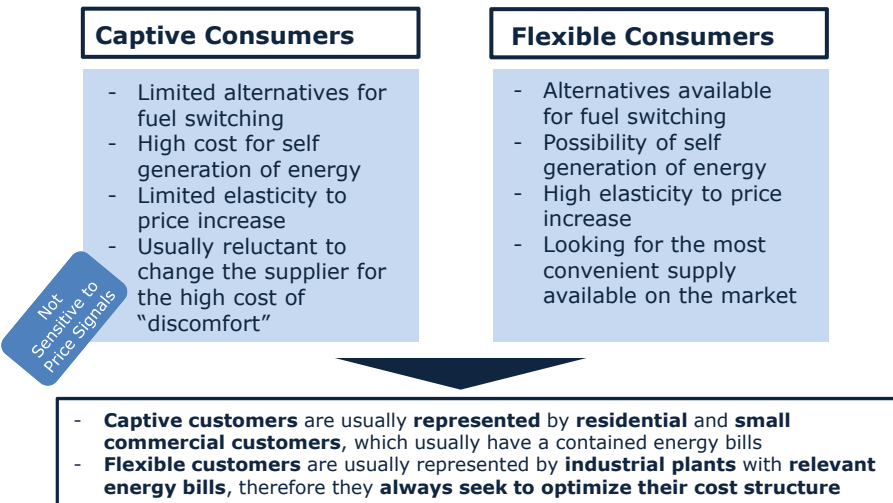 Captive Consumers
- Limited alternatives for
fuel switching
- High cost for self
generation of energy
- Limited elasticity to
price increase
- Usually reluctant to
change the supplier for
the high cost of
“discomfort”
Not
Sensitive to
Price Signals
Flexible Consumers
- Alternatives available
for fuel switching
- Possibility of self
generation of energy
- High elasticity to price
increase
- Looking for the most
convenient supply
available on the market
- Captive customers are usually represented by residential and small
commercial customers, which usually have a contained energy bills
- Flexible customers are usually represented by industrial plants with relevant
energy bills, therefore they always seek to optimize their cost structure